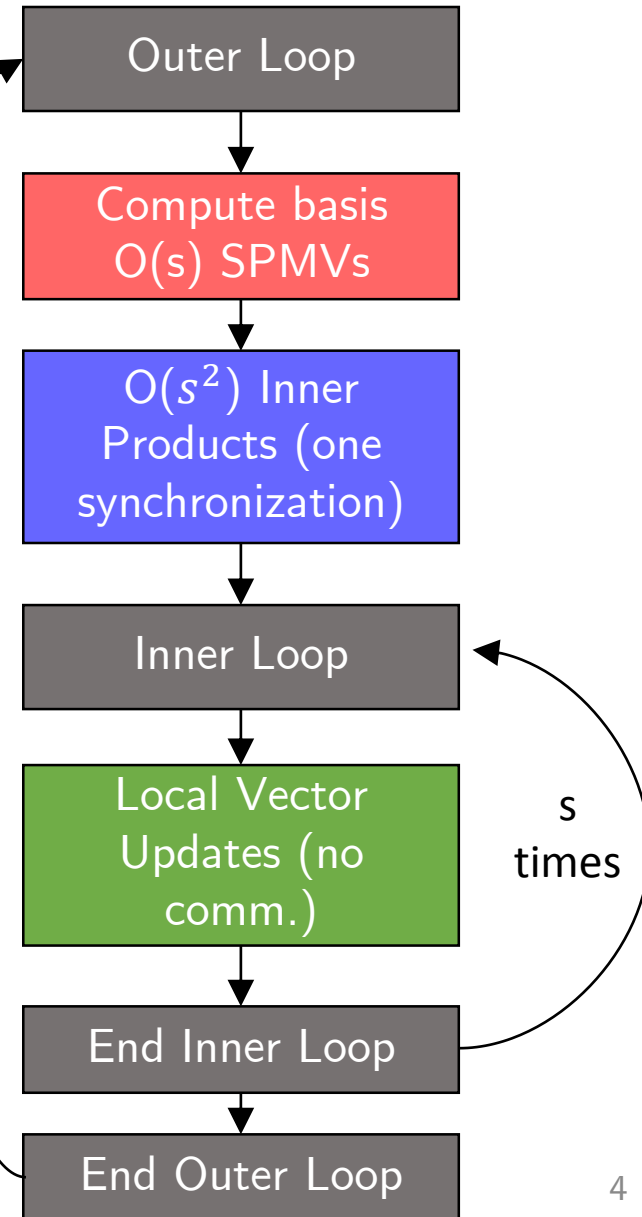 Outer Loop
Compute basis
O(s) SPMVs
O(s²) Inner
Products (one
synchronization)
Inner Loop
Local Vector
Updates (no
comm.)
s
times
End Inner Loop
End Outer Loop
4